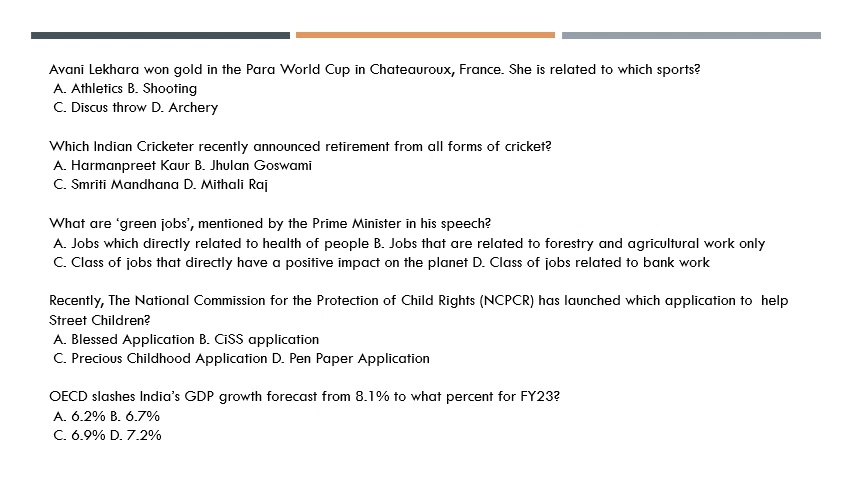 Avani Lekhara won gold in the Para World Cup in Chateauroux, France. She is related to which sports?
A. Athletics B. Shooting
C. Discus throw D. Archery
Which Indian Cricketer recently announced retirement from all forms of cricket?
A. Harmanpreet Kaur B. Jhulan Goswami
C. Smriti Mandhana D. Mithali Raj
What are ‘green jobs’, mentioned by the Prime Minister in his speech?
A. Jobs which directly related to health of people B. Jobs that are related to forestry and agricultural work only
C. Class of jobs that directly have a positive impact on the planet D. Class of jobs related to bank work
Recently, The National Commission for the Protection of Child Rights (NCPCR) has launched which application to help
Street Children?
A. Blessed Application B. CiSS application
C. Precious Childhood Application D. Pen Paper Application
OECD slashes India’s GDP growth forecast from 8.1% to what percent for FY23?
A. 6.2% B. 6.7%
C. 6.9% D. 7.2%